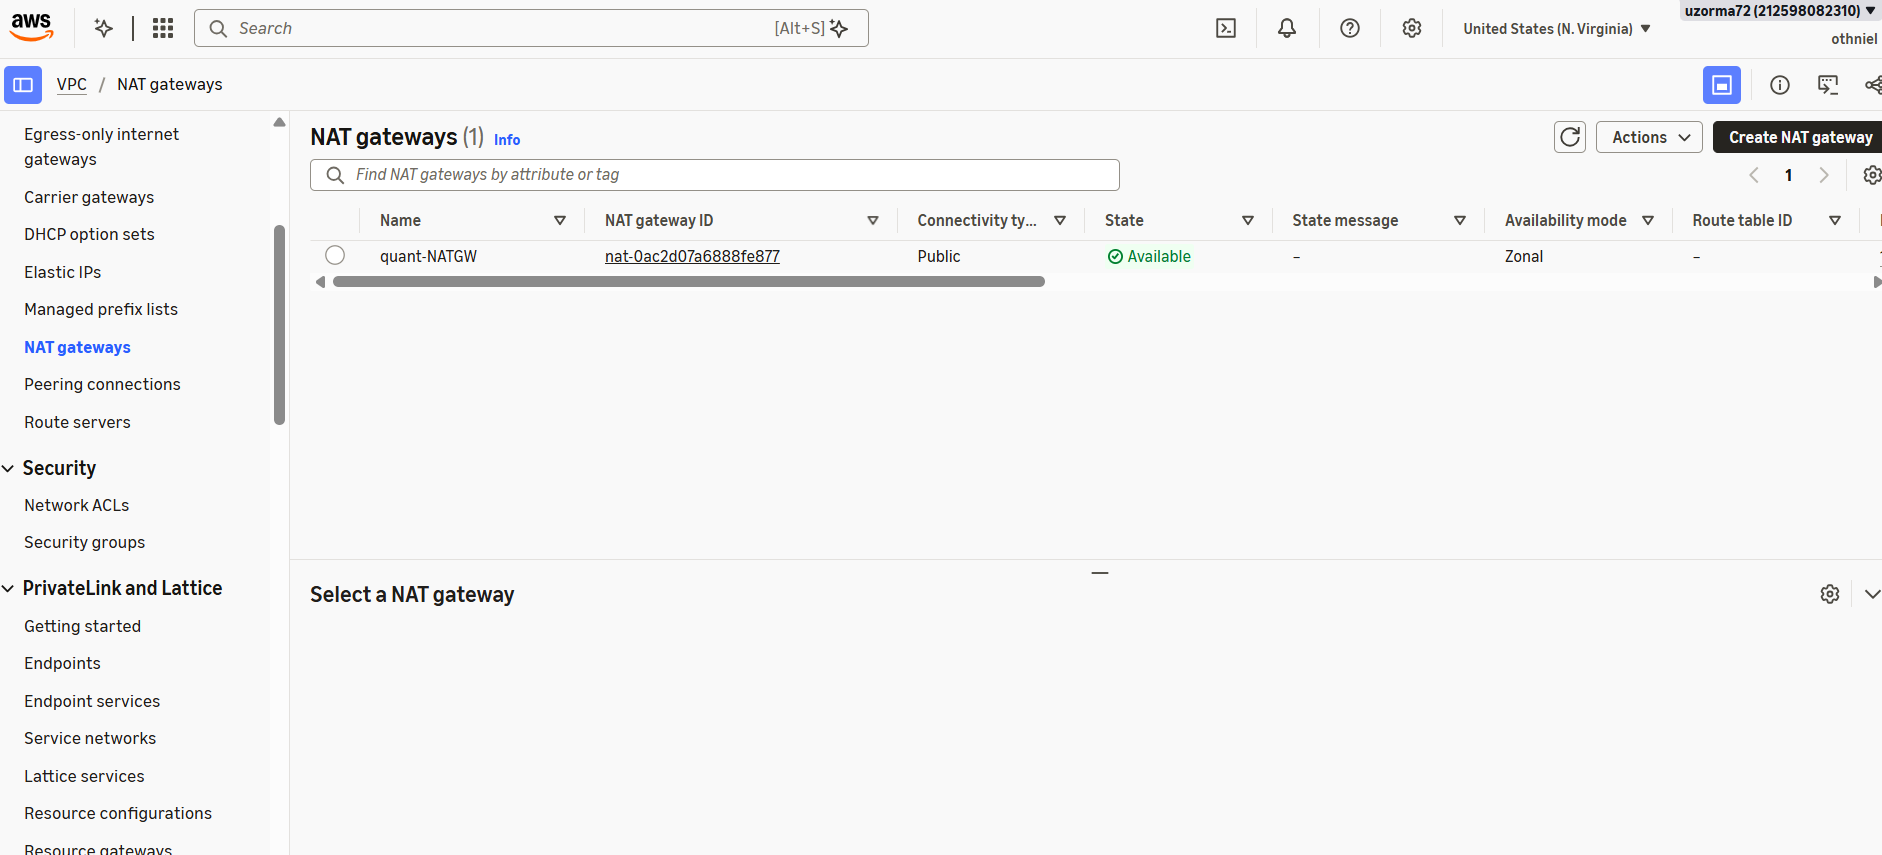 aws
Search
[Alt+S]
United States (N. Virginia)
uzorma72 (212598082310)
othniel
VPC / NAT gateways
Egress-only internet
gateways
Carrier gateways
DHCP option sets
Elastic IPs
Managed prefix lists
NAT gateways
Peering connections
Route servers
Security
Network ACLs
Security groups
PrivateLink and Lattice
Getting started
Endpoints
Endpoint services
Service networks
Lattice services
Resource configurations
Resource gateways
NAT gateways (1) Info
Actions
Create NAT gateway
Find NAT gateways by attribute or tag
1
Name NAT gateway ID Connectivity ty... State State message Availability mode Route table ID
quant-NATGW nat-0ac2d07a6888fe877 Public Available – Zonal –
Select a NAT gateway